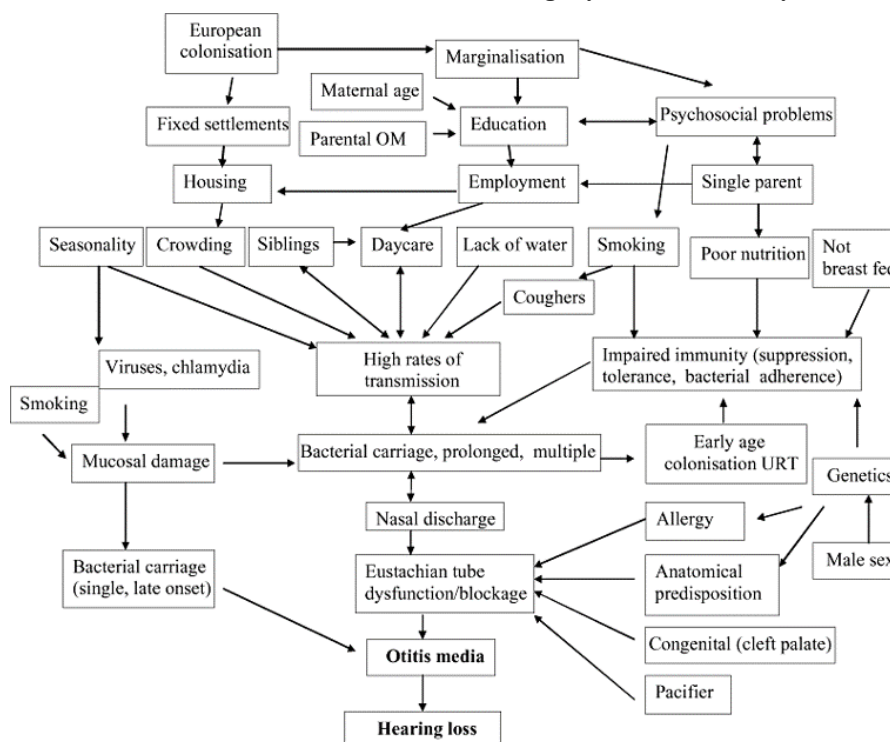 European
colonisation
Marginalisation
Maternal age
Psychosocial problems
Fixed settlements
Education
Parental OM
Housing
Employment
Single parent
Seasonality
Crowding
Siblings
Daycare
Lack of water
Smoking
Poor nutrition
Not
breast fed
Coughers
High rates of
transmission
Impaired immunity (suppression,
tolerance, bacterial adherence)
Viruses, chlamydia
Smoking
Mucosal damage
Bacterial carriage, prolonged, multiple
Early age
colonisation URT
Genetics
Nasal discharge
Allergy
Male sex
Bacterial carriage
(single, late onset)
Eustachian tube
dysfunction/blockage
Anatomical
predisposition
Otitis media
Congenital (cleft palate)
Pacifier
Hearing loss